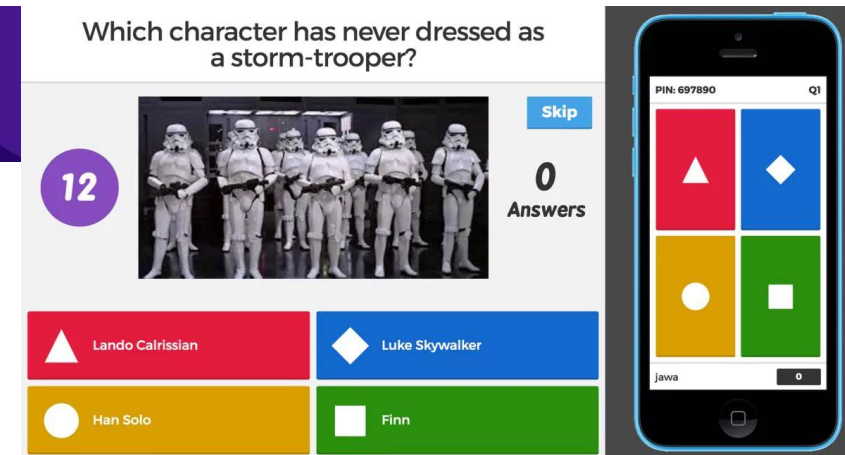 Which character has never dressed as
a storm-trooper?
Skip
12
0
Answers
Lando Calrissian
Luke Skywalker
Han Solo
Finn
PIN: 697890
Q1
jawa
0